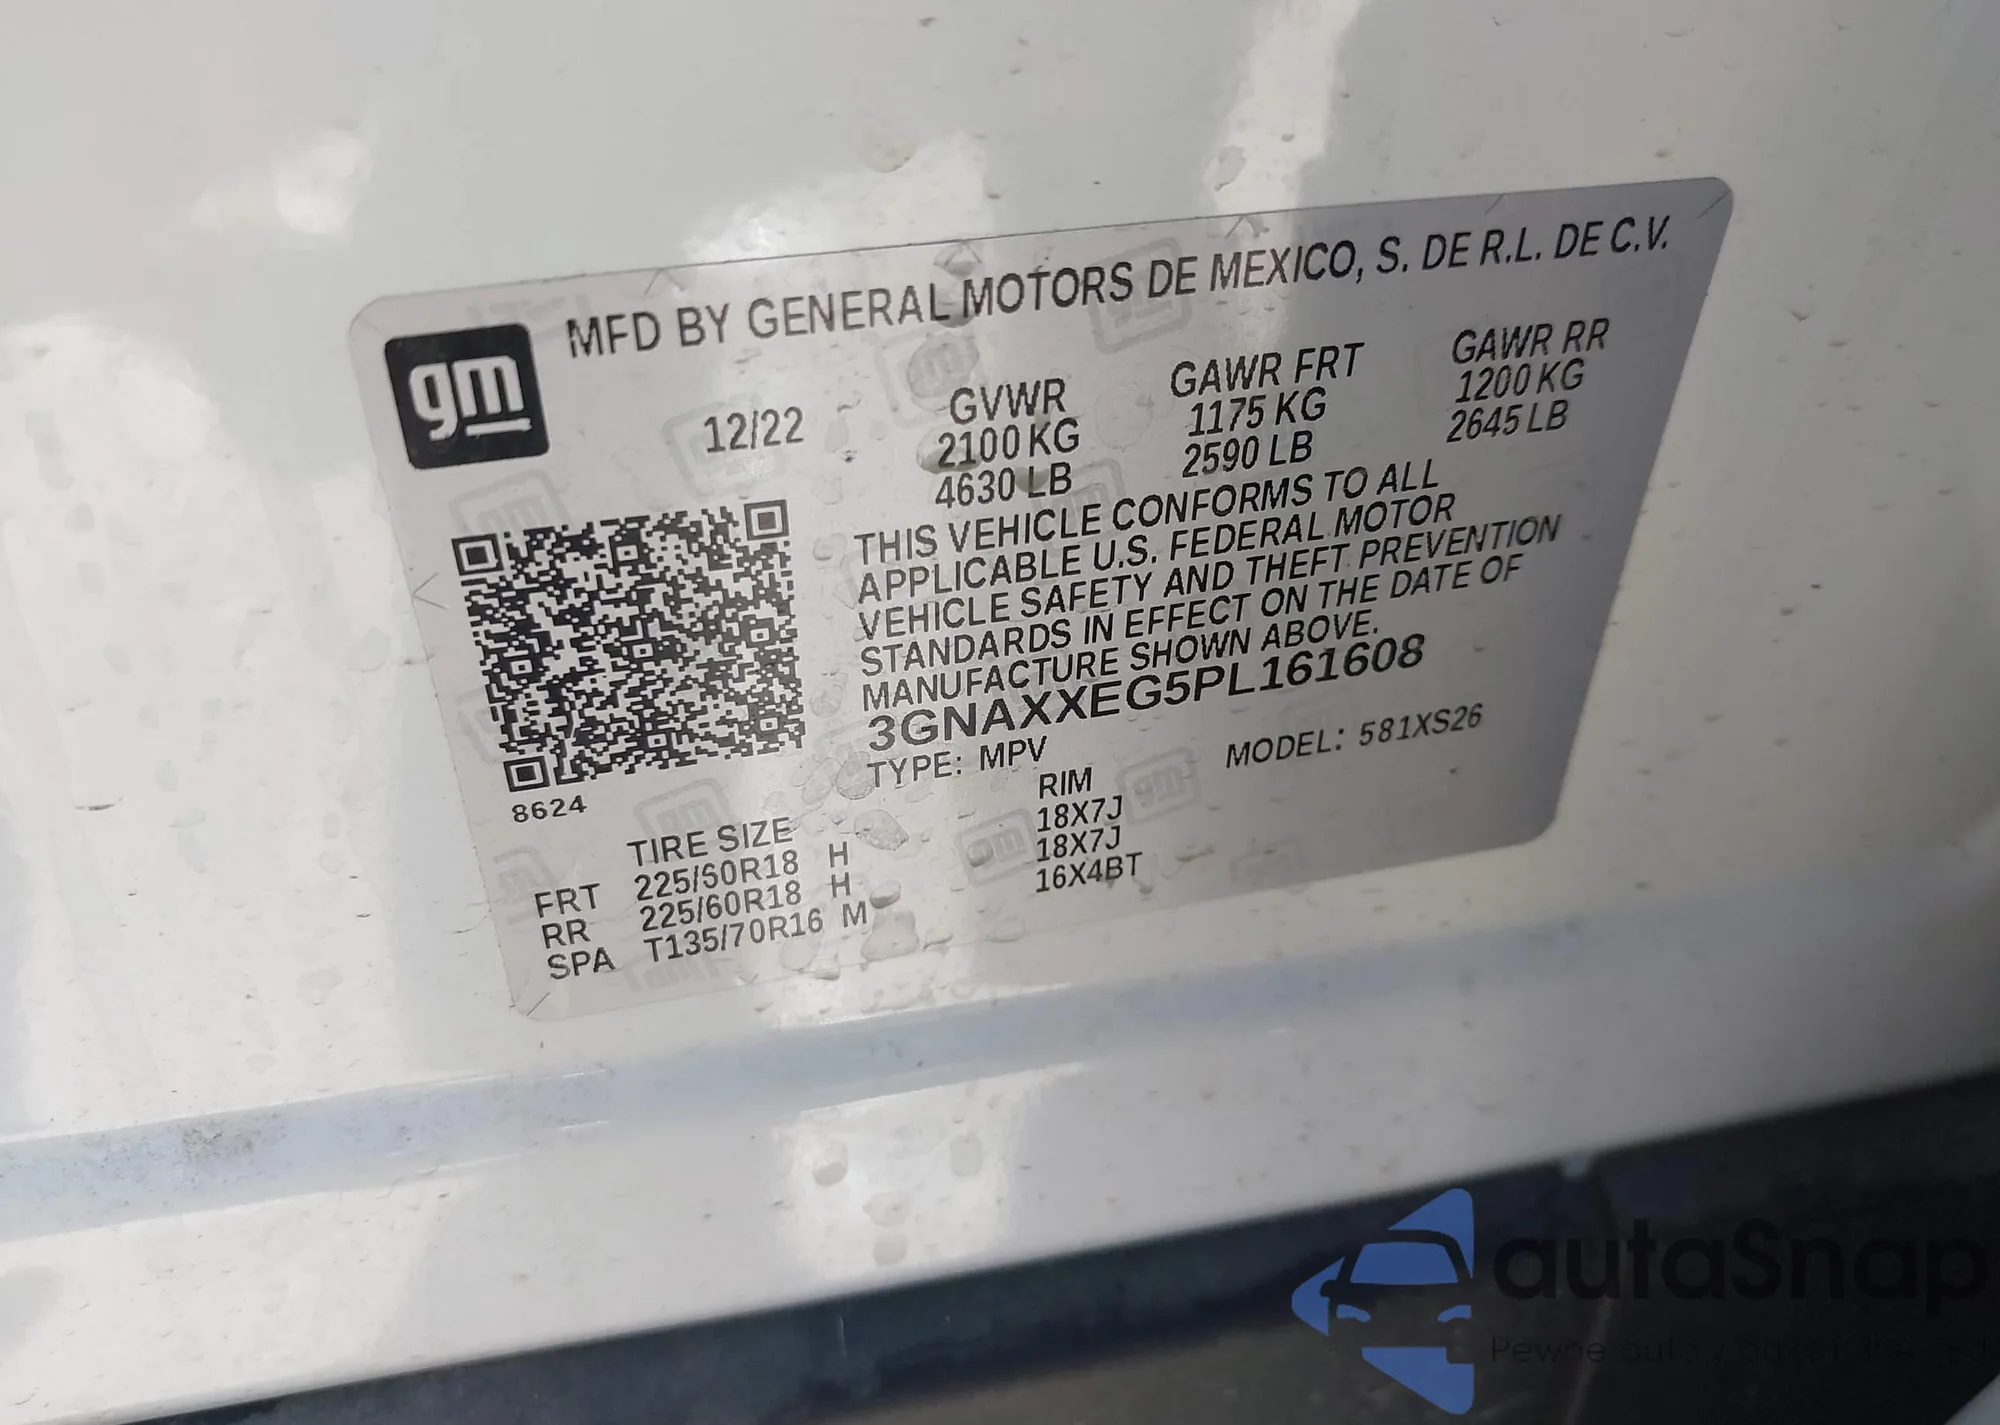 gm
MFD BY GENERAL MOTORS DE MEXICO, S. DE R.L. DE C.V.
12/22
GVWR GAWR FRT GAWR RR
2100 KG 1175 KG 1200 KG
4630 LB 2590 LB 2645 LB
THIS VEHICLE CONFORMS TO ALL
APPLICABLE U.S. FEDERAL MOTOR
VEHICLE SAFETY AND THEFT PREVENTION
STANDARDS IN EFFECT ON THE DATE OF
MANUFACTURE SHOWN ABOVE.
3GNAXXEG5PL161608
TYPE: MPV MODEL: 581XS26
8624
TIRE SIZE RIM
FRT 225/60R18 H 18X7J
RR 225/60R18 H 18X7J
SPA T135/70R16 M 16X4BT
autaSnap
Pewne auta z